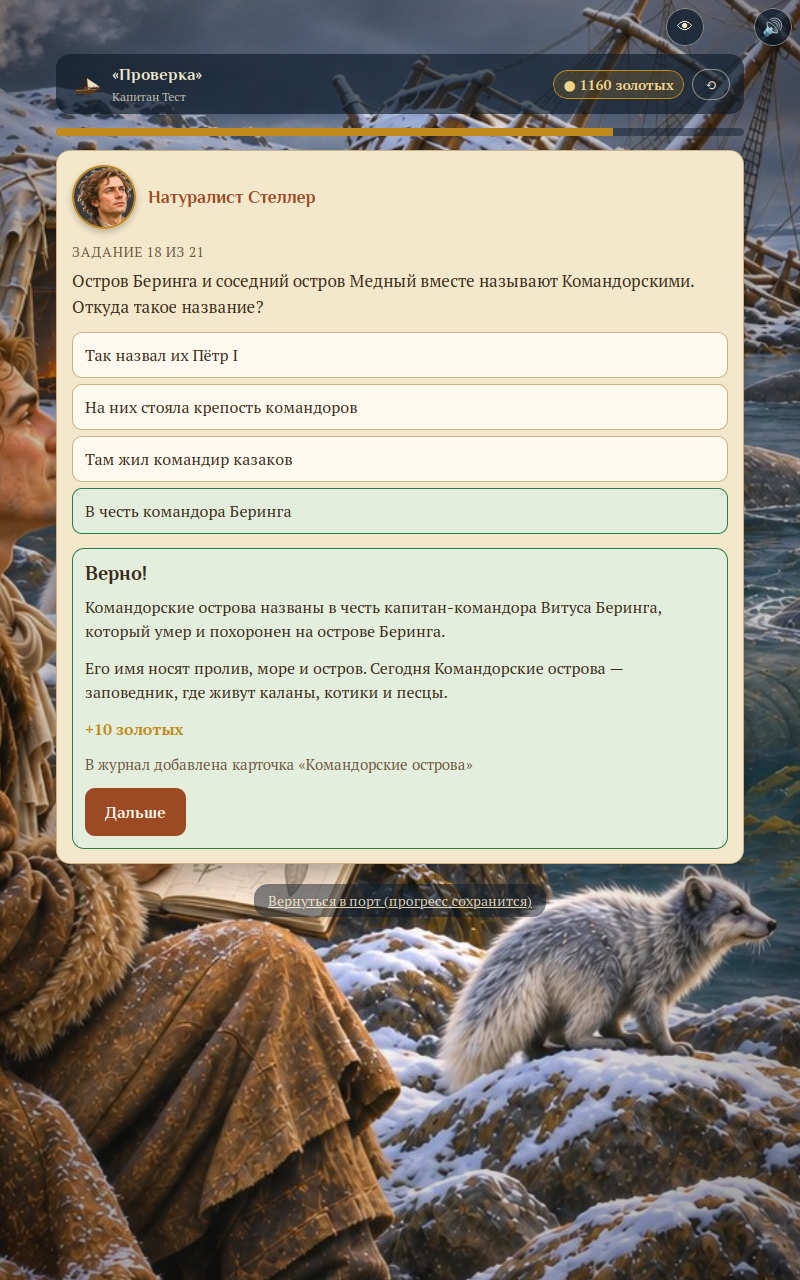 «Проверка»
Капитан Тест
1160 золотых
Натуралист Стеллер
ЗАДАНИЕ 18 ИЗ 21
Остров Беринга и соседний остров Медный вместе называют Командорскими.
Откуда такое название?
Так назвал их Пётр I
На них стояла крепость командоров
Там жил командир казаков
В честь командора Беринга
Верно!
Командорские острова названы в честь капитан-командора Витуса Беринга,
который умер и похоронен на острове Беринга.
Его имя носят пролив, море и остров. Сегодня Командорские острова —
заповедник, где живут каланы, котики и песцы.
+10 золотых
В журнал добавлена карточка «Командорские острова»
Дальше
Вернуться в порт (прогресс сохранится)